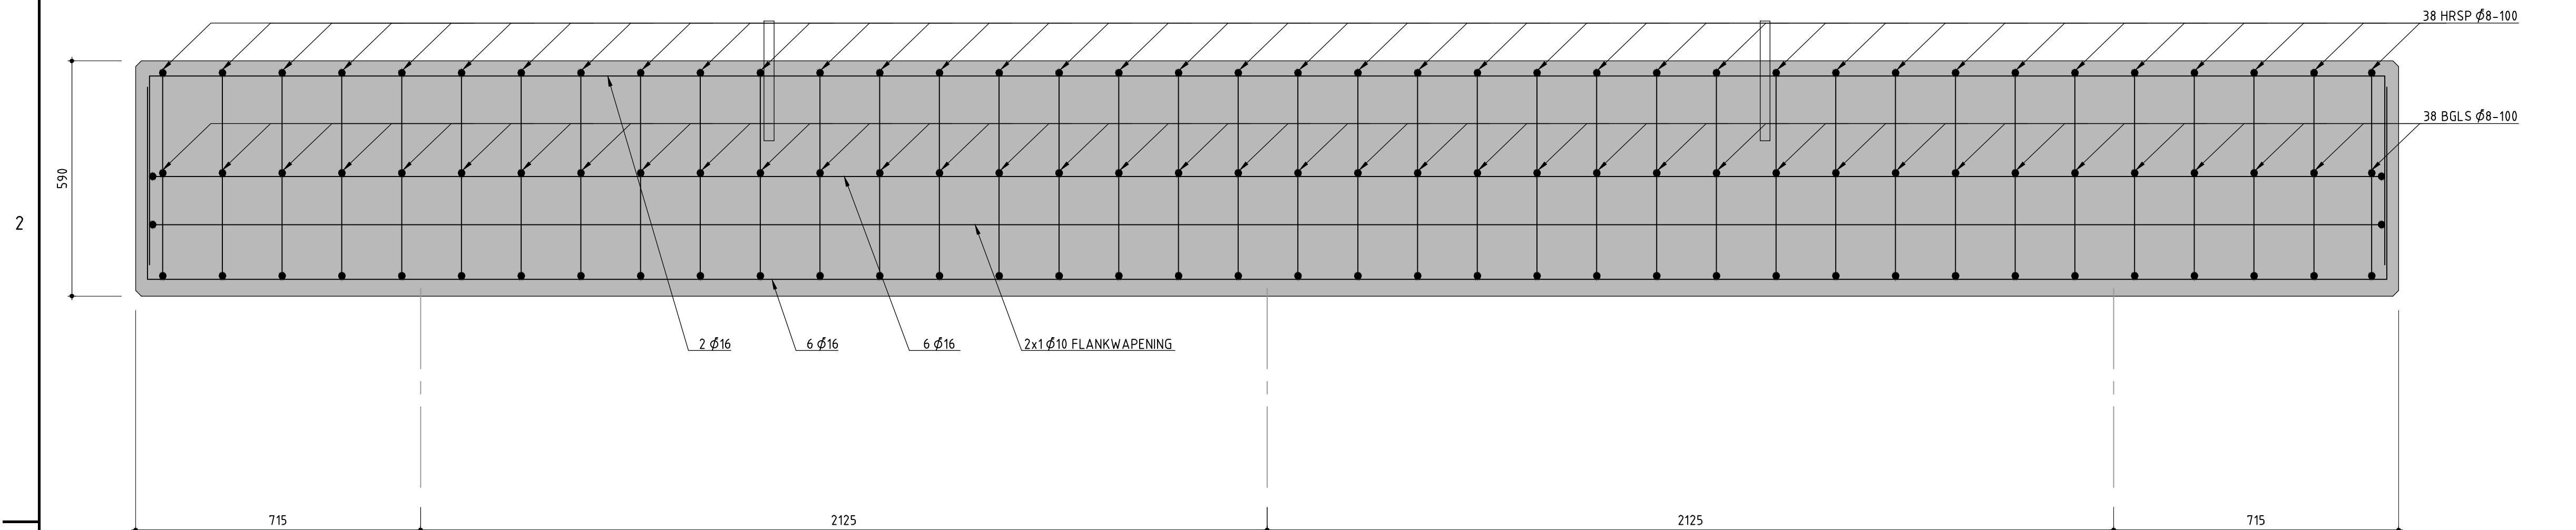 38 HRSP Ø8-100
38 BGLS Ø8-100
590
2
2 Ø16
6 Ø16
6 Ø16
2x1 Ø10 FLANKWAPENING
715
2125
2125
715